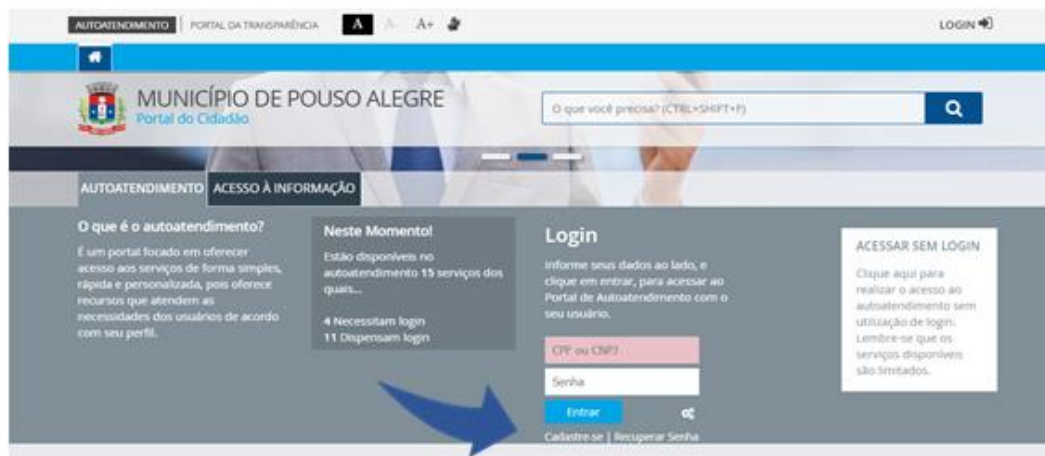 AUTOATENDIMENTO | PORTAL DA TRANSPARÊNCIA A A- A+
LOGIN
MUNICÍPIO DE POUSO ALEGRE
Portal do Cidadão
O que você precisa? (CTRL+SHIFT+F)
AUTOATENDIMENTO ACESSO À INFORMAÇÃO
O que é o autoatendimento?
É um portal focado em oferecer
acesso aos serviços de forma simples,
rápida e personalizada, pois oferece
recursos que atendem as
necessidades dos usuários de acordo
com seu perfil.
Neste Momento!
Estão disponíveis no
autoatendimento 15 serviços dos
quais...
4 Necessitam login
11 Dispensam login
Login
Informe seus dados ao lado, e
clique em entrar, para acessar ao
Portal de Autoatendimento com o
seu usuário.
CPF ou CNPJ
Senha
Entrar
Cadastre-se | Recuperar Senha
ACESSAR SEM LOGIN
Clique aqui para
realizar o acesso ao
autoatendimento sem
utilização de login.
Lembre-se que os
serviços disponíveis
são limitados.